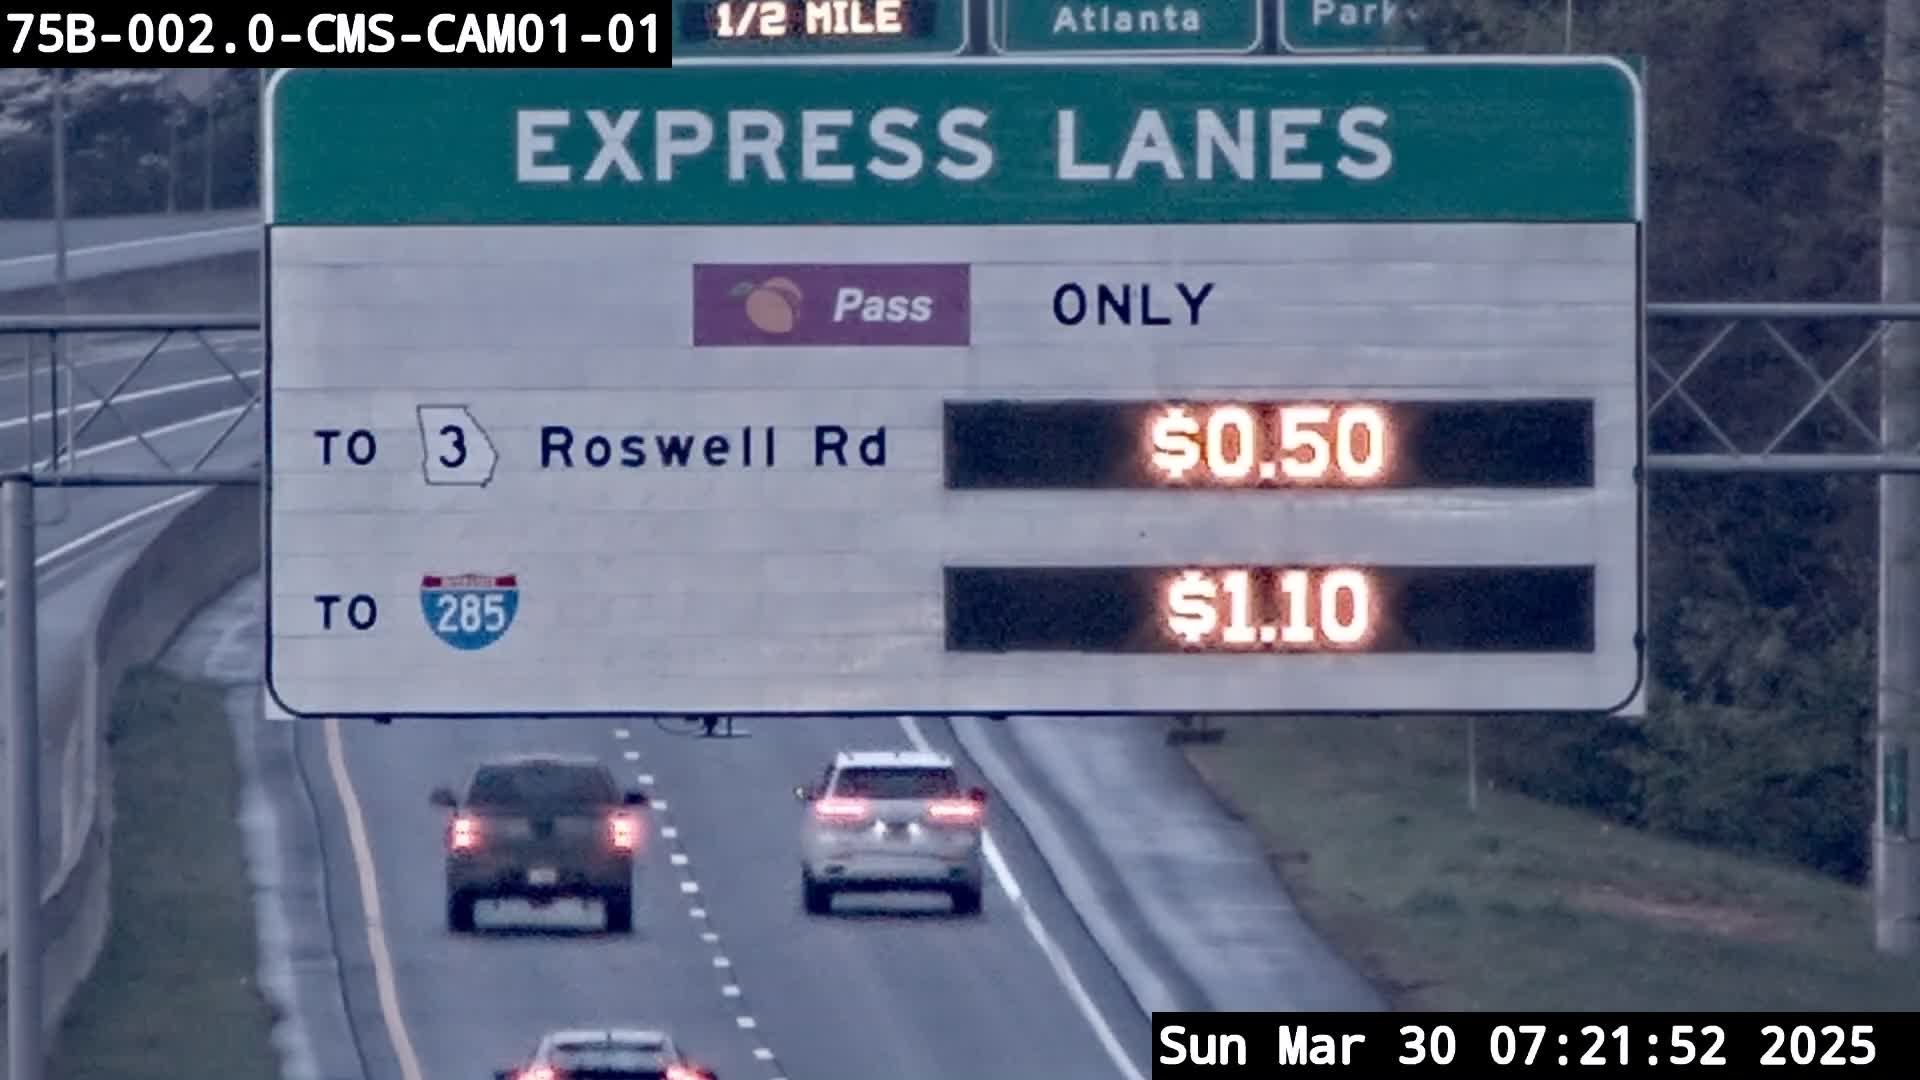 75B-002.0-CMS-CAM01-01
1/2 MILE
Atlanta
EXPRESS LANES
Pass ONLY
TO 3 Roswell Rd $0.50
TO 285 $1.10
Sun Mar 30 07:21:52 2025